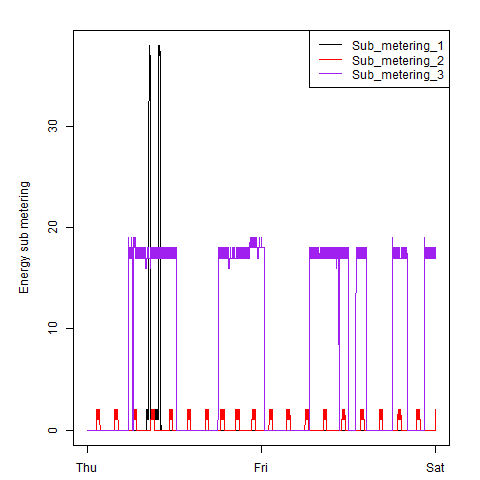 Sub_metering_1
Sub_metering_2
Sub_metering_3
Energy sub metering
30
20
10
0
Thu Fri Sat